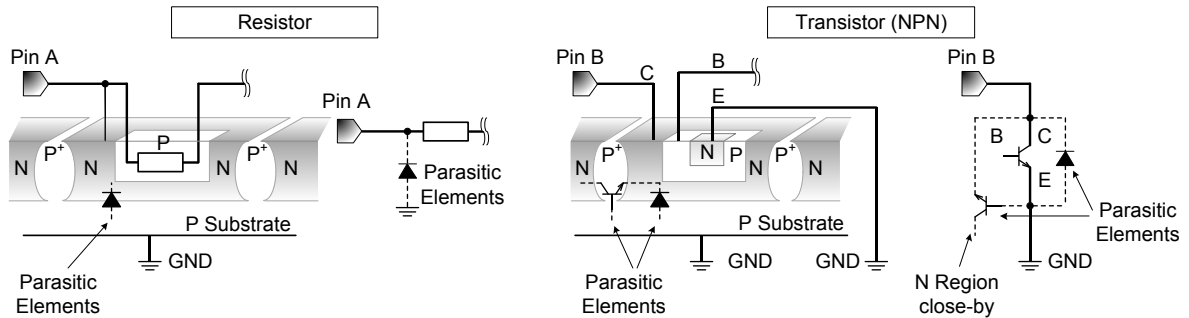 Resistor
Transistor (NPN)
Pin A
Pin B
C
B
E
Pin B
Pin A
N
P+
N
P
P+
N
Parasitic
Elements
P Substrate
GND
Parasitic
Elements
N
P+
N
N
P
P+
N
P Substrate
GND
GND
Parasitic
Elements
B
C
E
Parasitic
Elements
GND
N Region
close-by